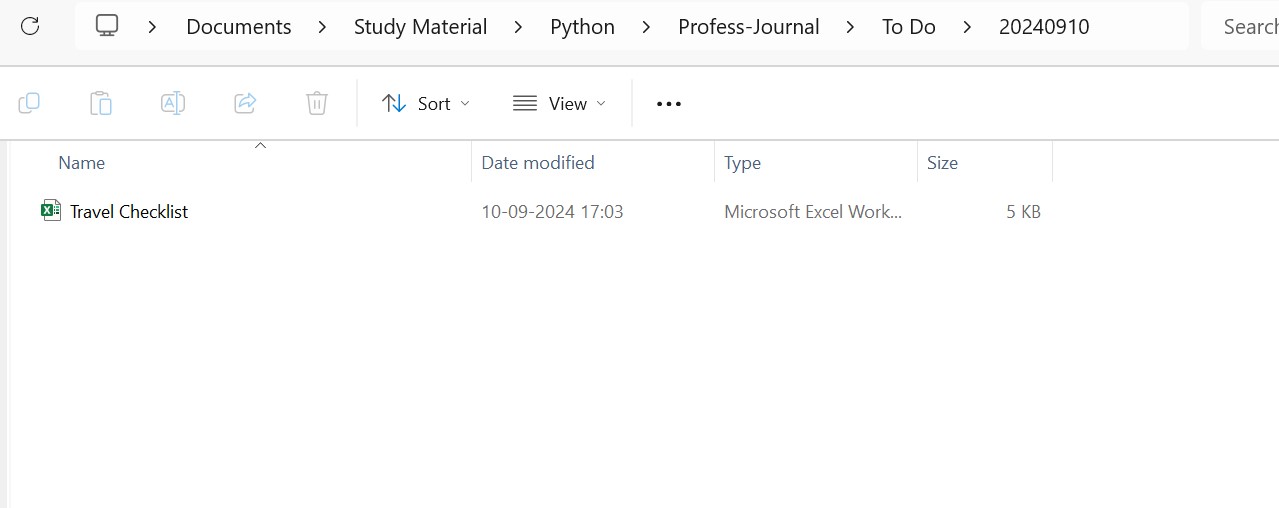 Documents > Study Material > Python > Profess-Journal > To Do > 20240910
Sort View •••
Name Date modified Type Size
Travel Checklist 10-09-2024 17:03 Microsoft Excel Work... 5 KB